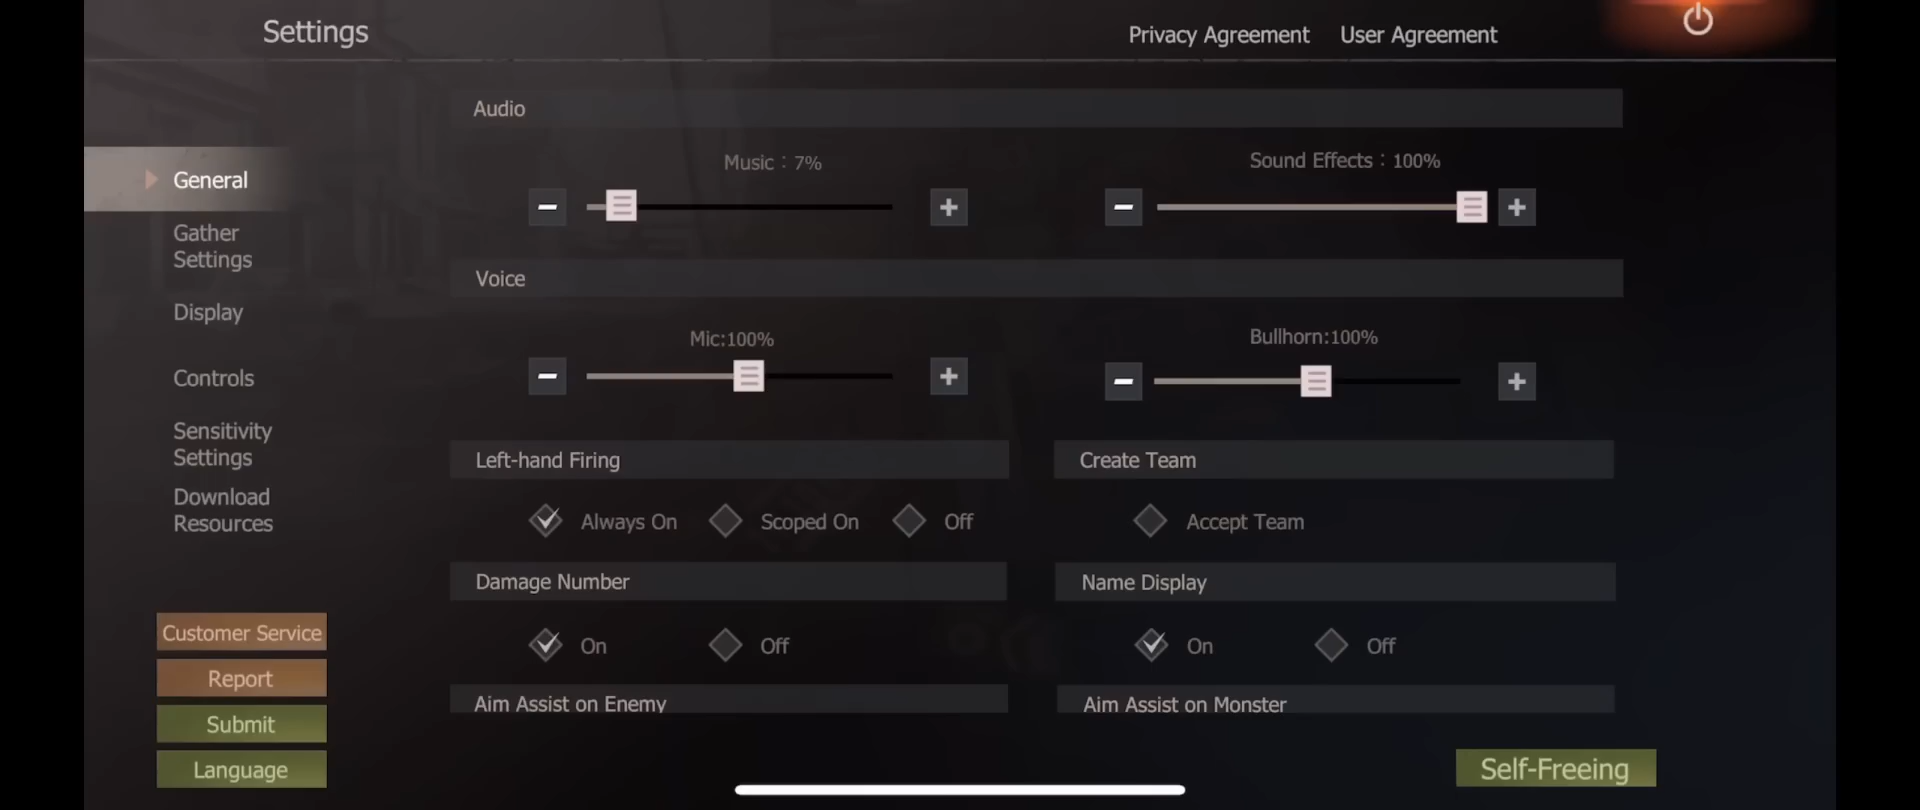 Settings
Privacy Agreement
User Agreement
General
Gather
Settings
Display
Controls
Sensitivity
Settings
Download
Resources
Customer Service
Report
Submit
Language
Audio
Music : 7%
Sound Effects : 100%
Voice
Mic:100%
Bullhorn:100%
Left-hand Firing
Always On
Scoped On
Off
Create Team
Accept Team
Damage Number
On
Off
Name Display
On
Off
Aim Assist on Enemy
Aim Assist on Monster
Self-Freeing